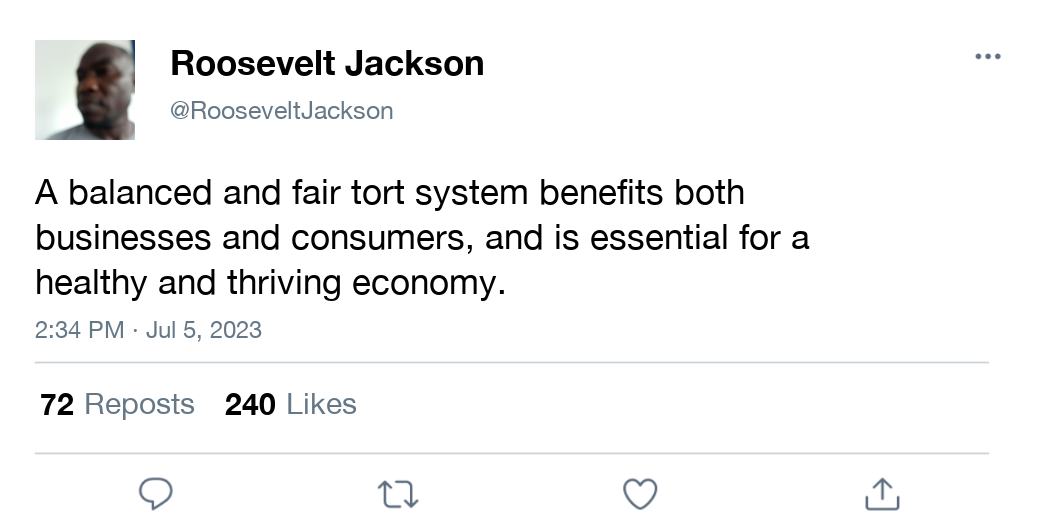 Roosevelt Jackson
@RooseveltJackson
A balanced and fair tort system benefits both
businesses and consumers, and is essential for a
healthy and thriving economy.
2:34 PM · Jul 5, 2023
72 Reposts 240 Likes